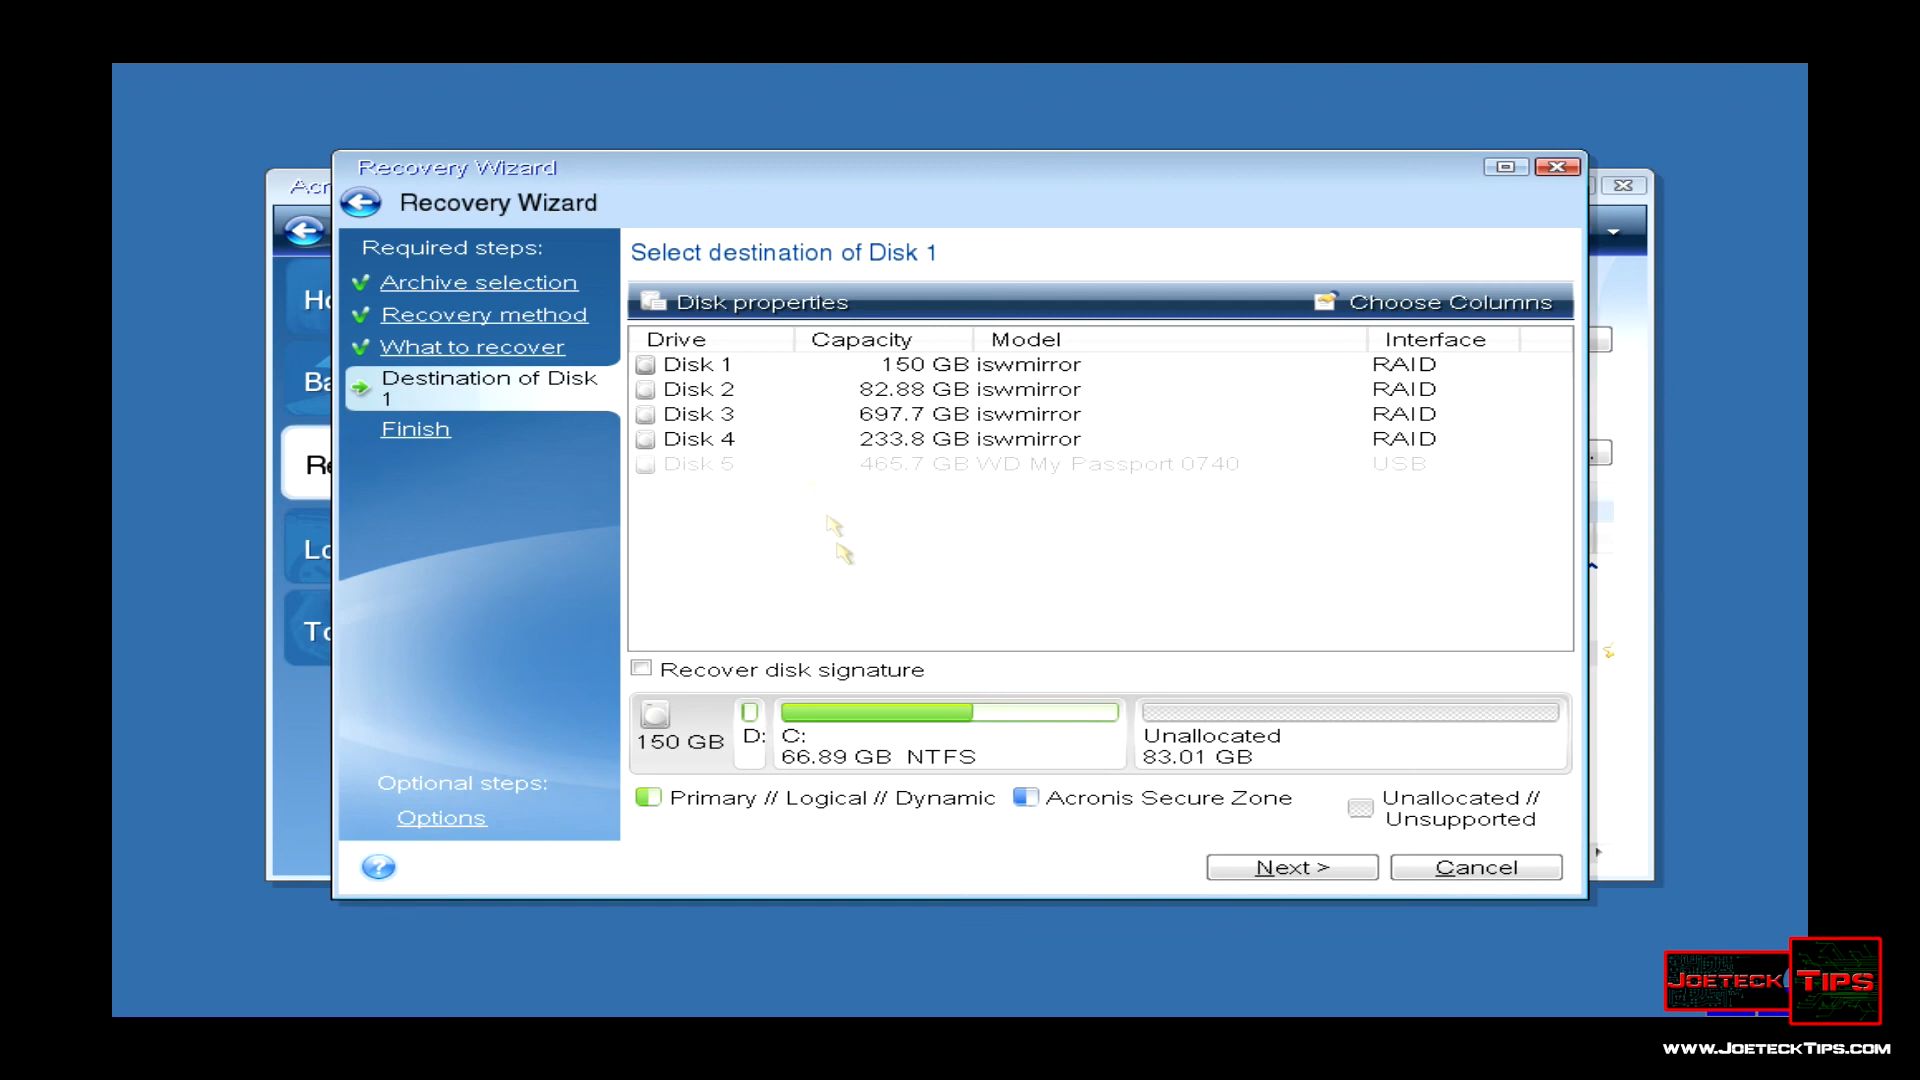 Recovery Wizard
Recovery Wizard
Required steps:
Archive selection
Recovery method
What to recover
Destination of Disk
1
Finish
Optional steps:
Options
Select destination of Disk 1
Disk properties
Choose Columns
Drive Capacity Model Interface
Disk 1 150 GB iswmirror RAID
Disk 2 82.88 GB iswmirror RAID
Disk 3 697.7 GB iswmirror RAID
Disk 4 233.8 GB iswmirror RAID
Disk 5 465.7 GB WD My Passport 0740 USB
Recover disk signature
150 GB
D:
C:
66.89 GB NTFS
Unallocated
83.01 GB
Primary // Logical // Dynamic
Acronis Secure Zone
Unallocated //
Unsupported
Next >
Cancel
JOETECK TIPS
WWW.JOETECKTIPS.COM